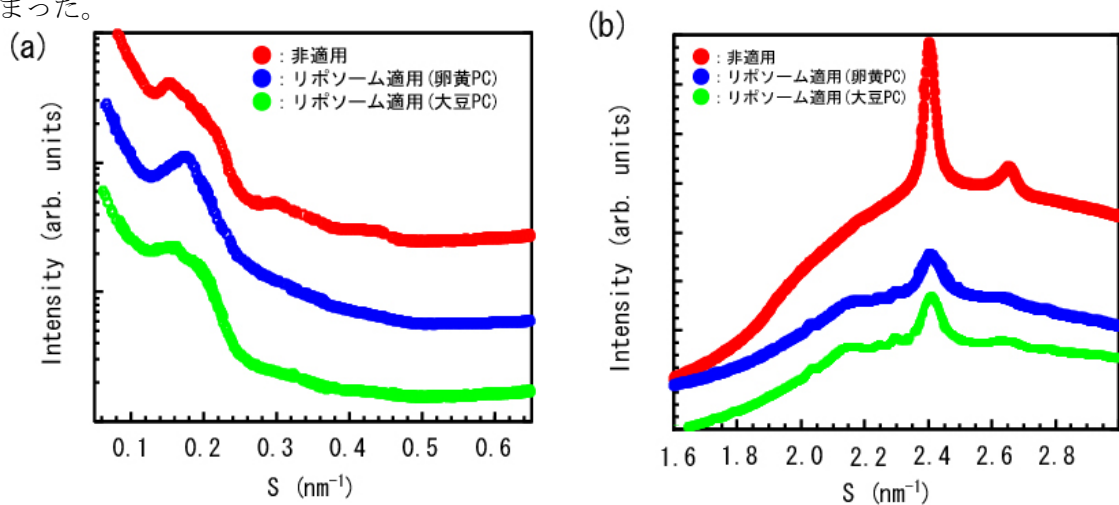 まった。
(a)
●：非適用
●：リポソーム適用(卵黄PC)
●：リポソーム適用(大豆PC)
Intensity (arb. units)
0.1 0.2 0.3 0.4 0.5 0.6
S (nm⁻¹)
(b)
●：非適用
●：リポソーム適用(卵黄PC)
●：リポソーム適用(大豆PC)
Intensity (arb. units)
1.6 1.8 2.0 2.2 2.4 2.6 2.8
S (nm⁻¹)